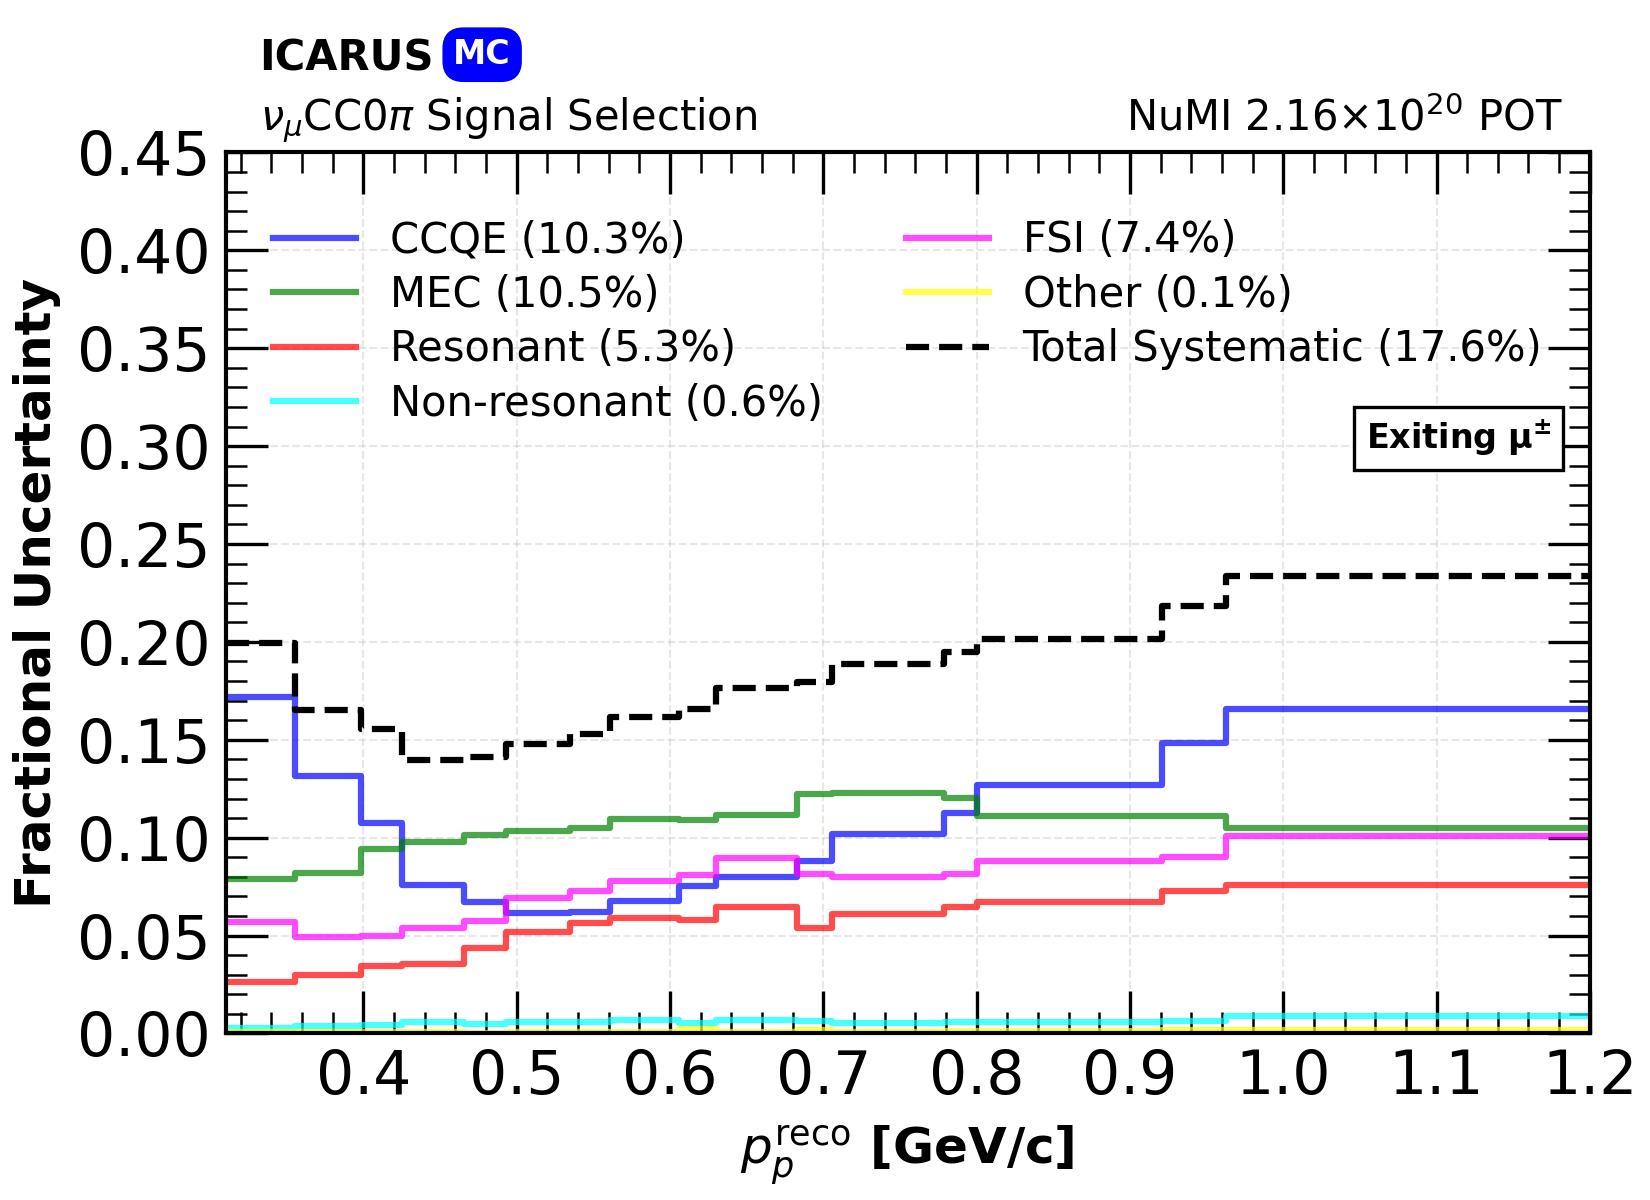 ICARUS MC
νμCC0π Signal Selection NuMI 2.16×10²⁰ POT
0.45
0.40
0.35
0.30
0.25
0.20
0.15
0.10
0.05
0.00
Fractional Uncertainty
CCQE (10.3%)
MEC (10.5%)
Resonant (5.3%)
Non-resonant (0.6%)
FSI (7.4%)
Other (0.1%)
Total Systematic (17.6%)
Exiting μ±
0.4 0.5 0.6 0.7 0.8 0.9 1.0 1.1 1.2
p_p^reco [GeV/c]